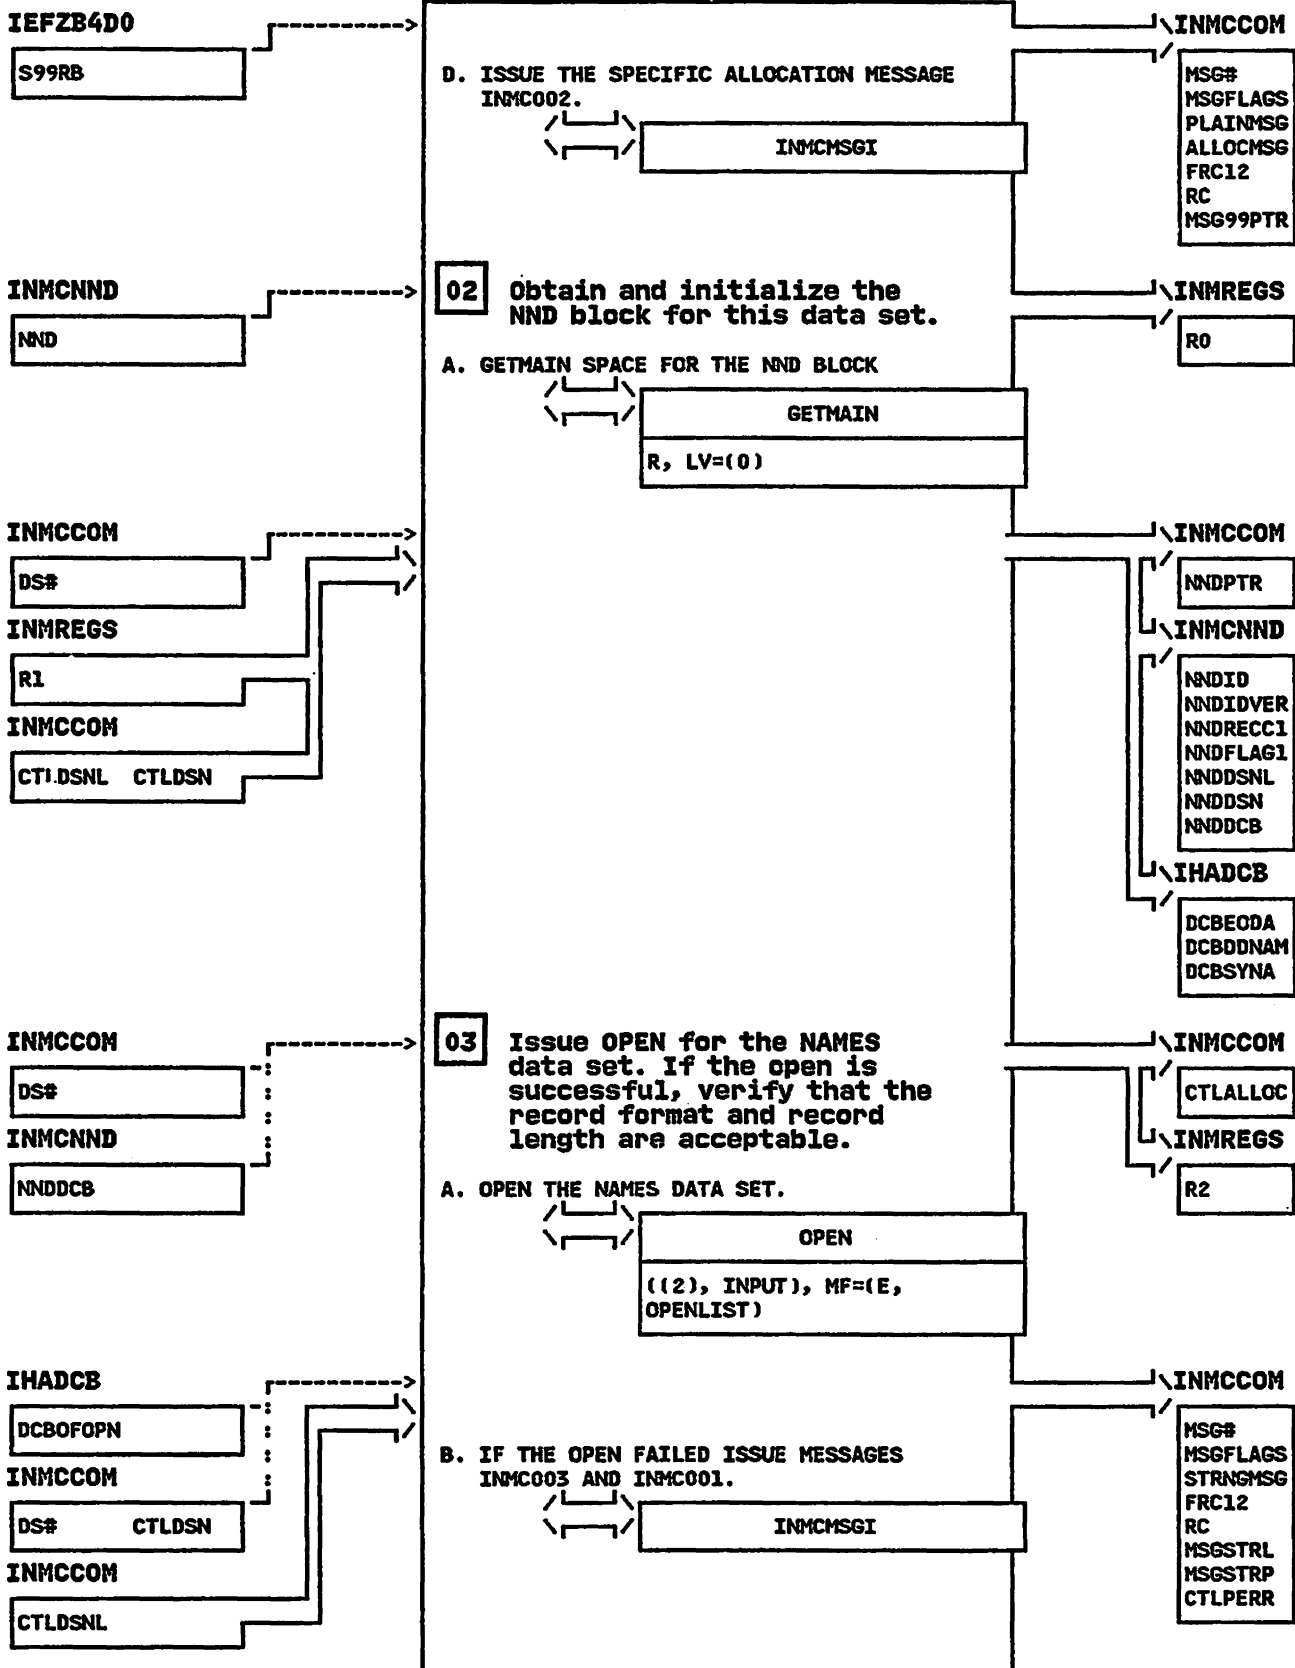 IEFZB4D0
S99RB
D. ISSUE THE SPECIFIC ALLOCATION MESSAGE
INMC002.
INMCMSGI
INMCCOM
MSG#
MSGFLAGS
PLAINMSG
ALLOCMSG
FRC12
RC
MSG99PTR
INMCNND
NND
02 Obtain and initialize the
NND block for this data set.
A. GETMAIN SPACE FOR THE NND BLOCK
GETMAIN
R, LV=(0)
INMREGS
R0
INMCCOM
DS#
INMREGS
R1
INMCCOM
CTLDSNL CTLDSN
INMCCOM
NNDPTR
INMCNND
NNDID
NNDIDVER
NNDRECC1
NNDFLAG1
NNDDSNL
NNDDSN
NNDDCB
IHADCB
DCBEODA
DCBDDNAM
DCBSYNA
INMCCOM
DS#
INMCNND
NNDDCB
03 Issue OPEN for the NAMES
data set. If the open is
successful, verify that the
record format and record
length are acceptable.
A. OPEN THE NAMES DATA SET.
OPEN
((2), INPUT), MF=(E,
OPENLIST)
INMCCOM
CTLALLOC
INMREGS
R2
IHADCB
DCBOFOPN
INMCCOM
DS# CTLDSN
INMCCOM
CTLDSNL
B. IF THE OPEN FAILED ISSUE MESSAGES
INMC003 AND INMC001.
INMCMSGI
INMCCOM
MSG#
MSGFLAGS
STRNGMSG
FRC12
RC
MSGSTRL
MSGSTRP
CTLPERR